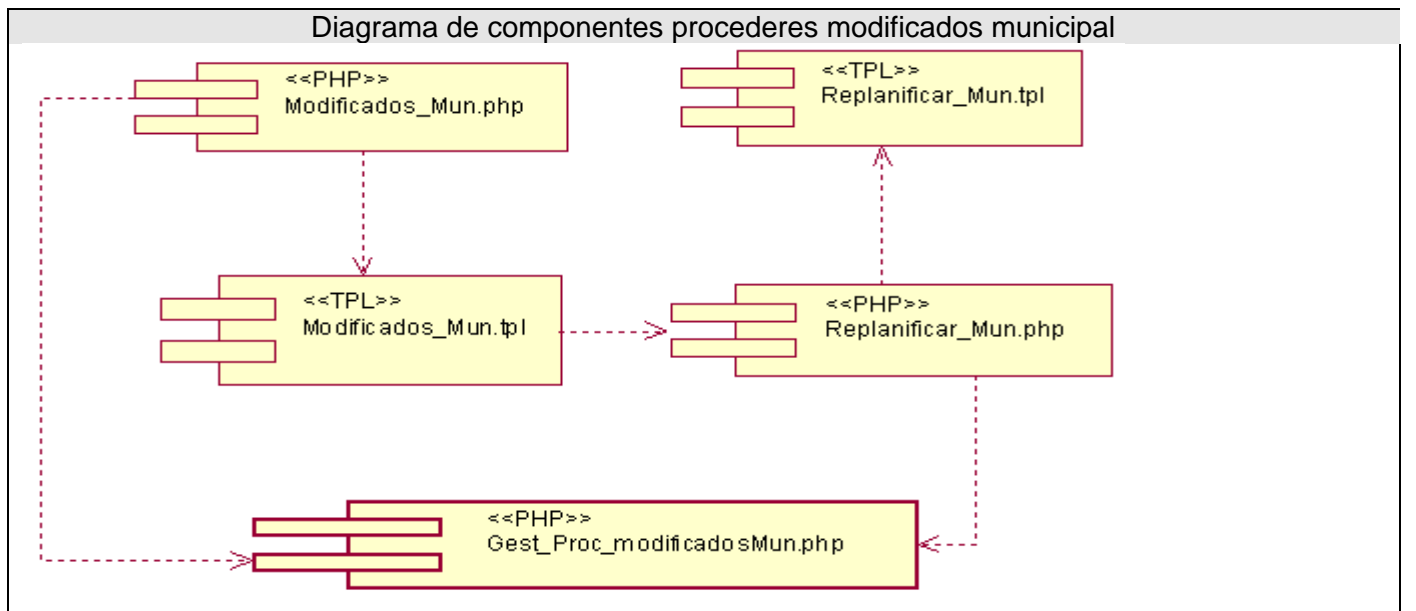 Diagrama de componentes procederes modificados municipal
<<PHP>>
Modificados_Mun.php
<<TPL>>
Replanificar_Mun.tpl
<<TPL>>
Modificados_Mun.tpl
<<PHP>>
Replanificar_Mun.php
<<PHP>>
Gest_Proc_modificadosMun.php